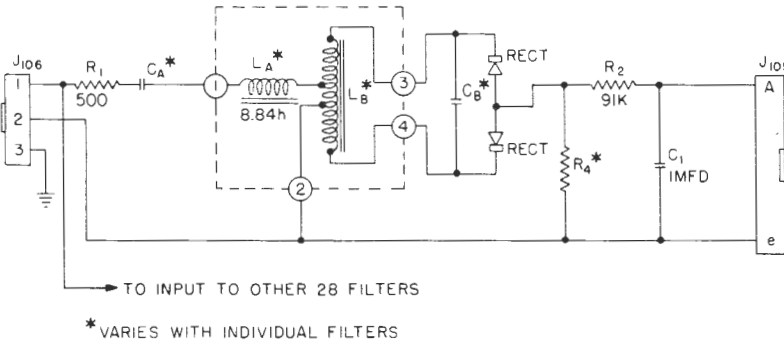 J106
1
2
3
R1
500
CA*
1
LA*
8.84h
LB*
2
3
4
CB*
RECT
RECT
R2
91K
R4*
C1
1MFD
J10
A
e
TO INPUT TO OTHER 28 FILTERS
*VARIES WITH INDIVIDUAL FILTERS